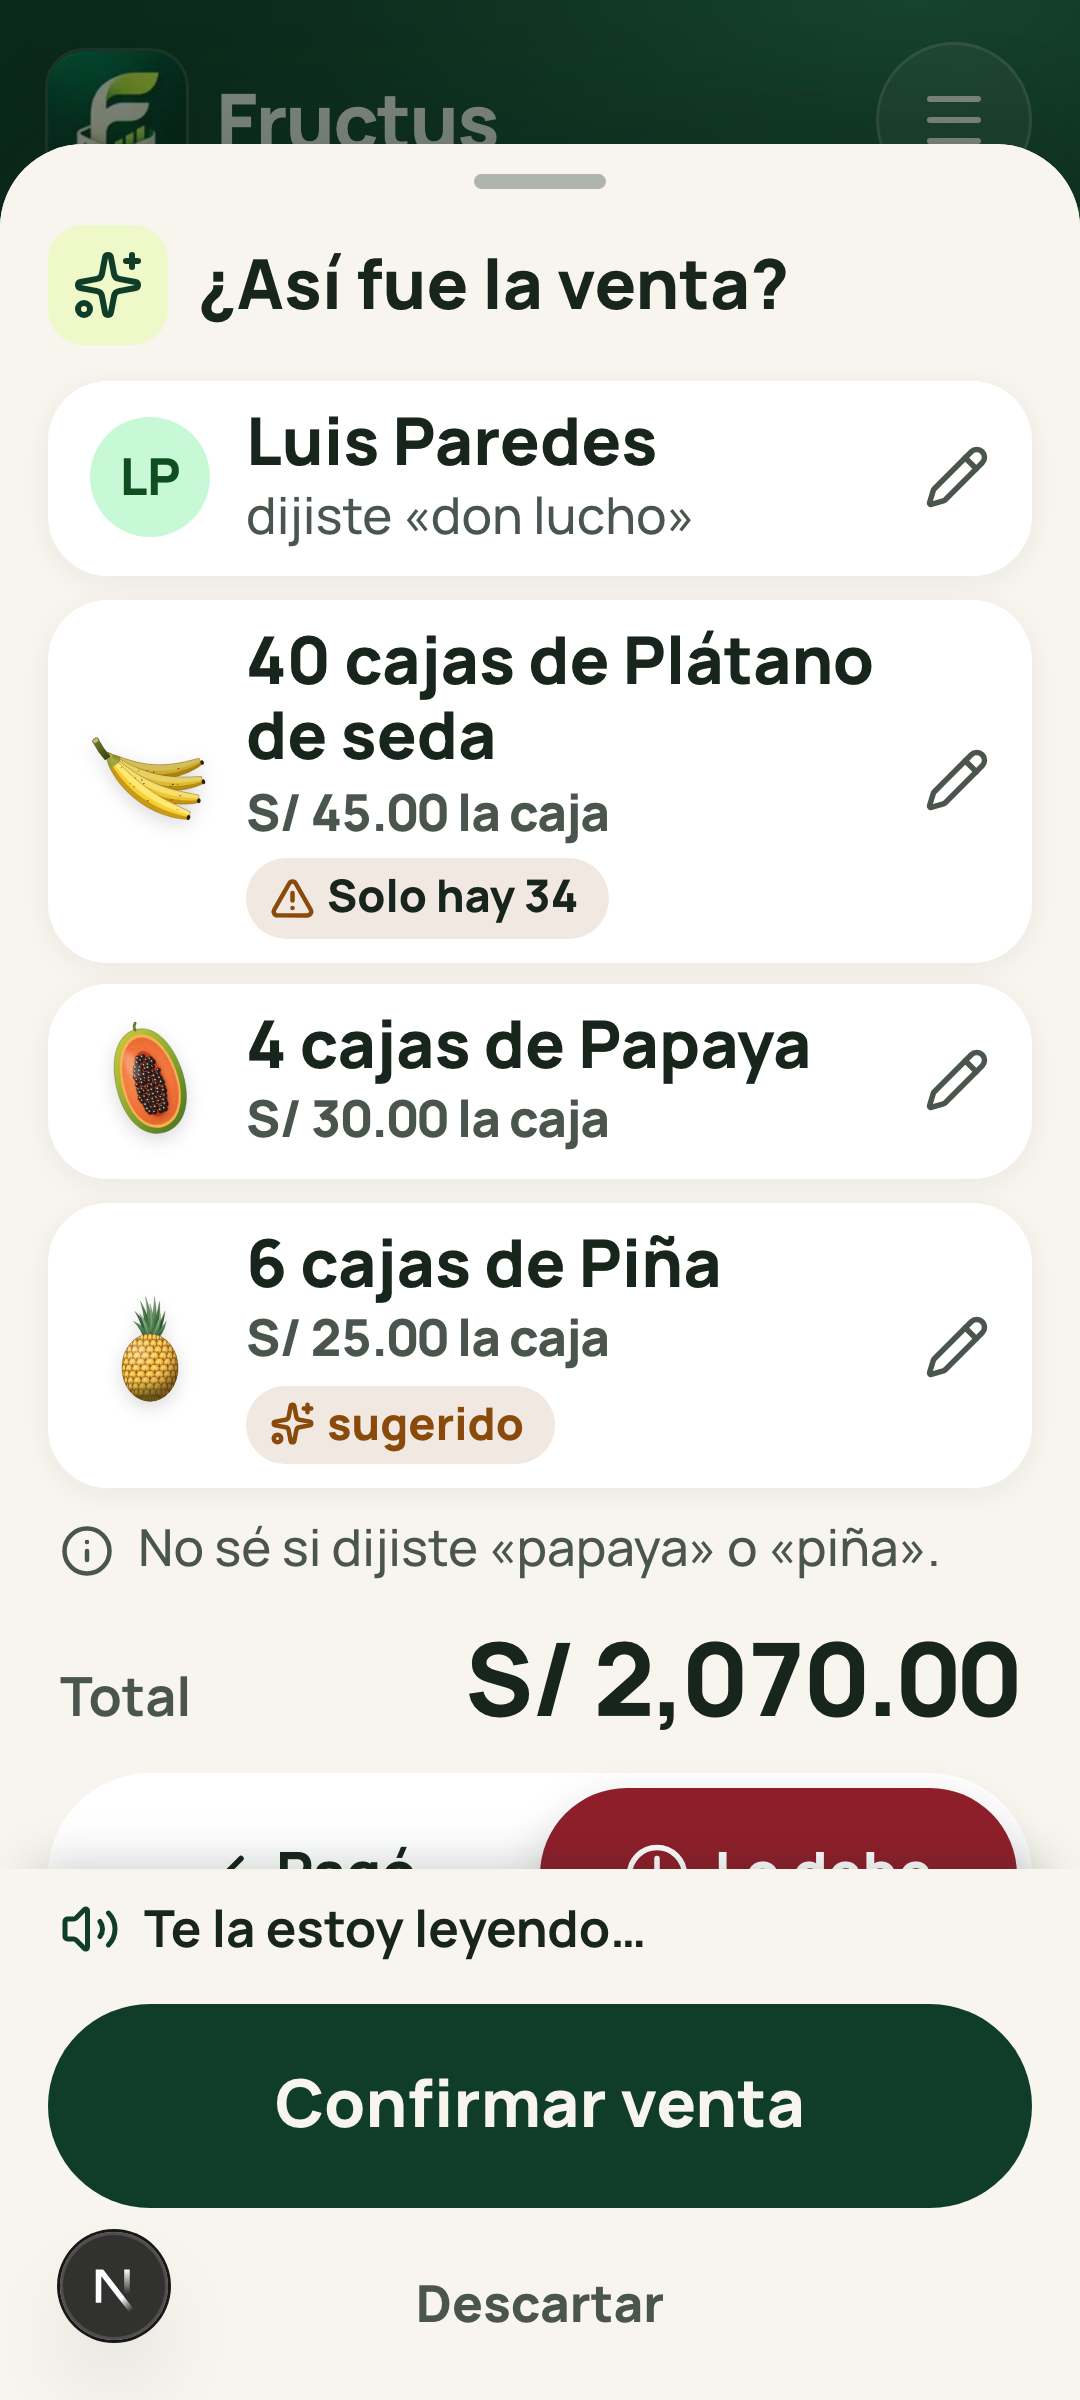 Fructus
¿Así fue la venta?
LP
Luis Paredes
dijiste «don lucho»
40 cajas de Plátano
de seda
S/ 45.00 la caja
Solo hay 34
4 cajas de Papaya
S/ 30.00 la caja
6 cajas de Piña
S/ 25.00 la caja
sugerido
No sé si dijiste «papaya» o «piña».
Total
S/ 2,070.00
Pagó
Lo debe
Te la estoy leyendo...
Confirmar venta
N
Descartar